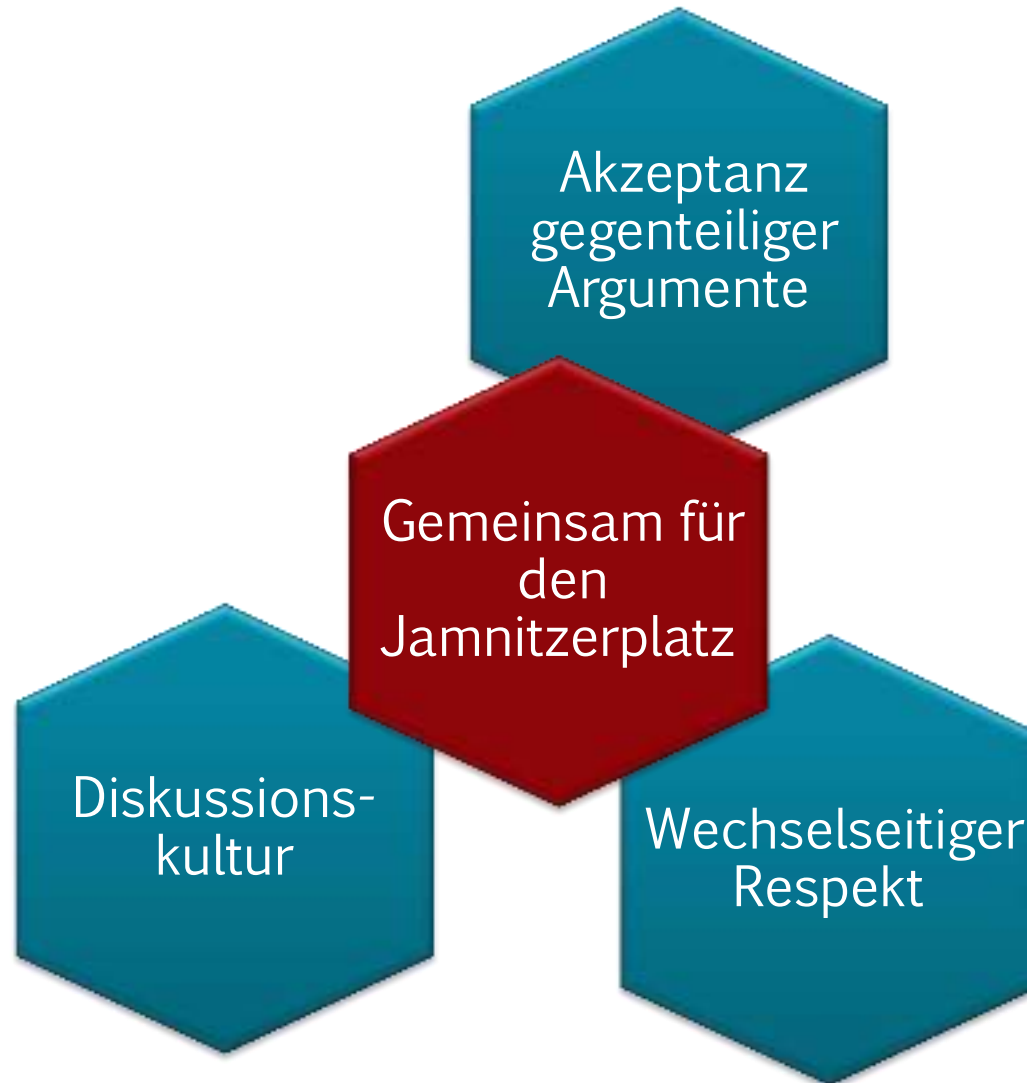 Akzeptanz
gegenteiliger
Argumente
Gemeinsam für
den
Jamnitzerplatz
Diskussions-
kultur
Wechselseitiger
Respekt